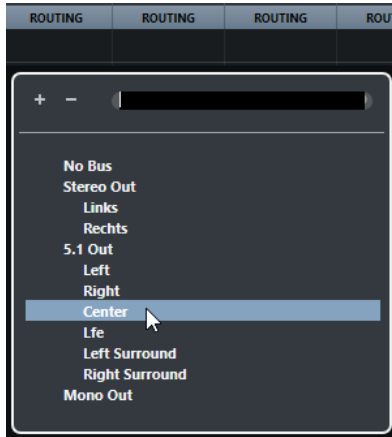 ROUTING ROUTING ROUTING ROU
+ −
No Bus
Stereo Out
Links
Rechts
5.1 Out
Left
Right
Center
Lfe
Left Surround
Right Surround
Mono Out